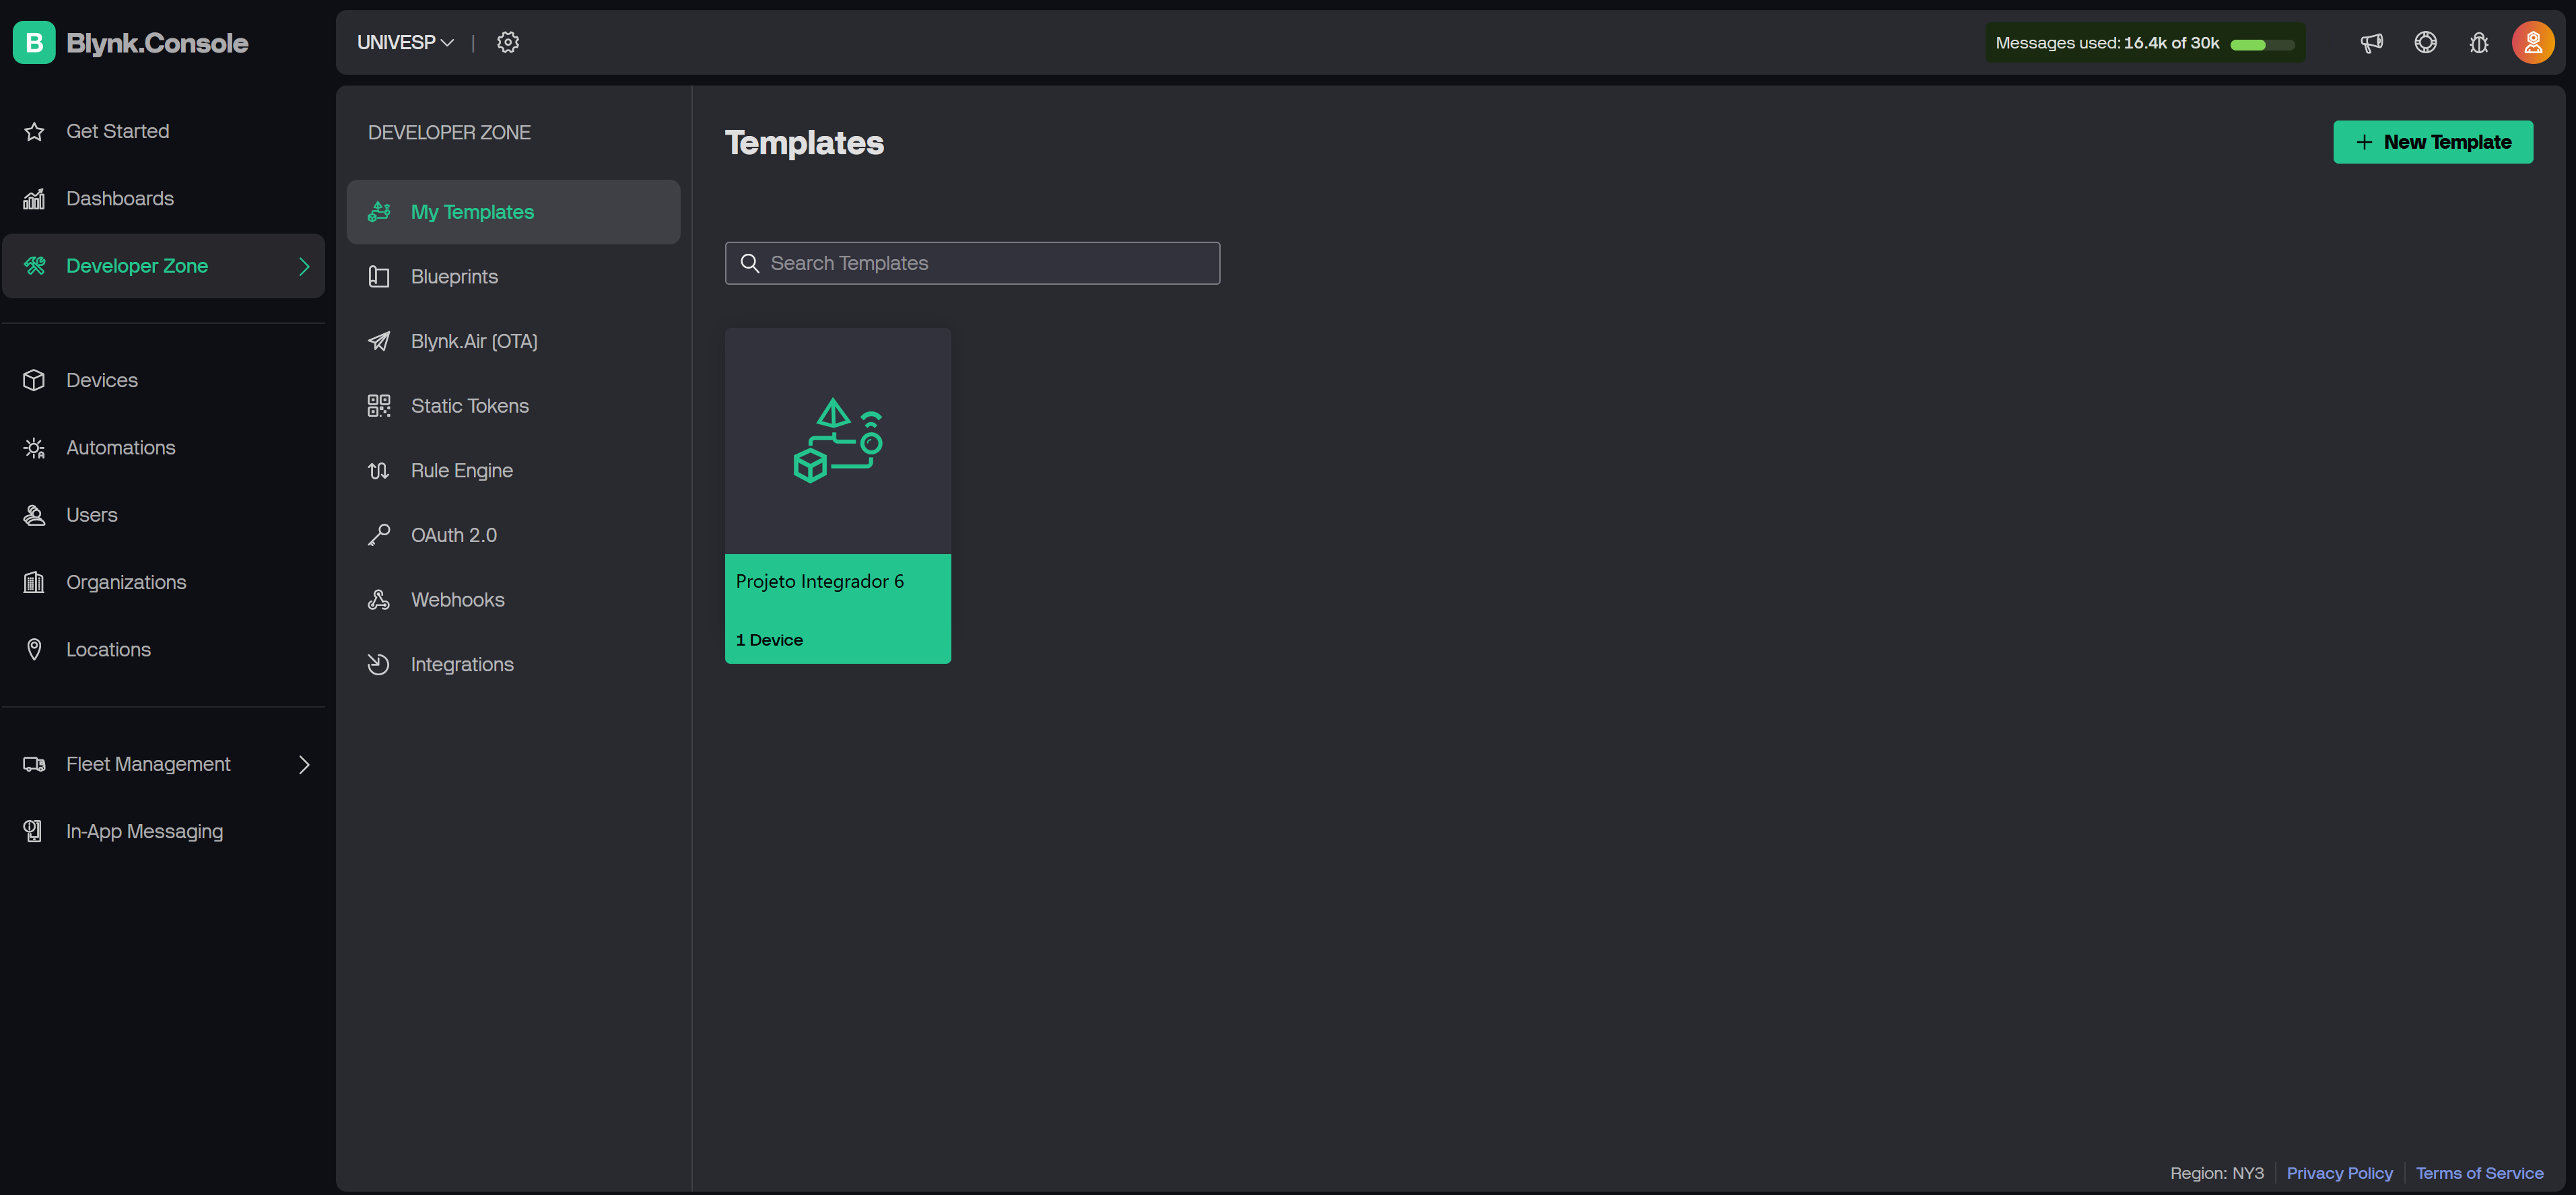 B Blynk.Console
Get Started
Dashboards
Developer Zone
Devices
Automations
Users
Organizations
Locations
Fleet Management
In-App Messaging
UNIVESP |
Messages used: 16.4k of 30k
DEVELOPER ZONE
My Templates
Blueprints
Blynk.Air (OTA)
Static Tokens
Rule Engine
OAuth 2.0
Webhooks
Integrations
Templates
+ New Template
Search Templates
Projeto Integrador 6
1 Device
Region: NY3 | Privacy Policy | Terms of Service